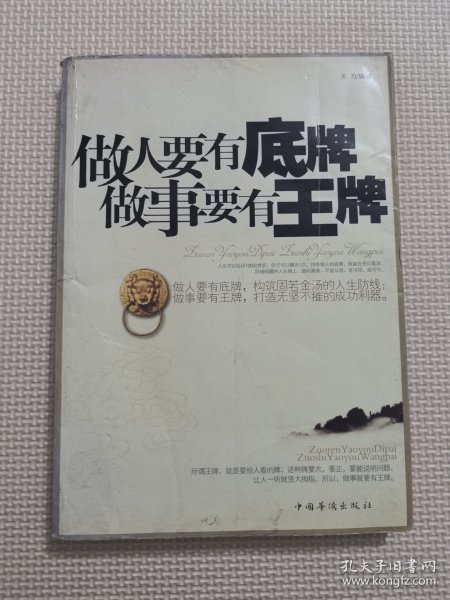 关 力/编著
做人要有底牌
做事要有王牌
Zuoren Yaoyou Dipai Zuoshi Yaoyou Wangpai
做人要有底牌，构筑固若金汤的人生防线；
做事要有王牌，打造无坚不摧的成功利器。
ZuorenYaoyouDipai
ZuoshiYaoyouWangpai
所谓王牌，就是要给人看的牌，这种牌要大，要正，要能说明问题，
让人一听就竖大拇指，所以，做事就要有王牌。
中国华侨出版社
孔夫子旧书网
www.kongfz.com